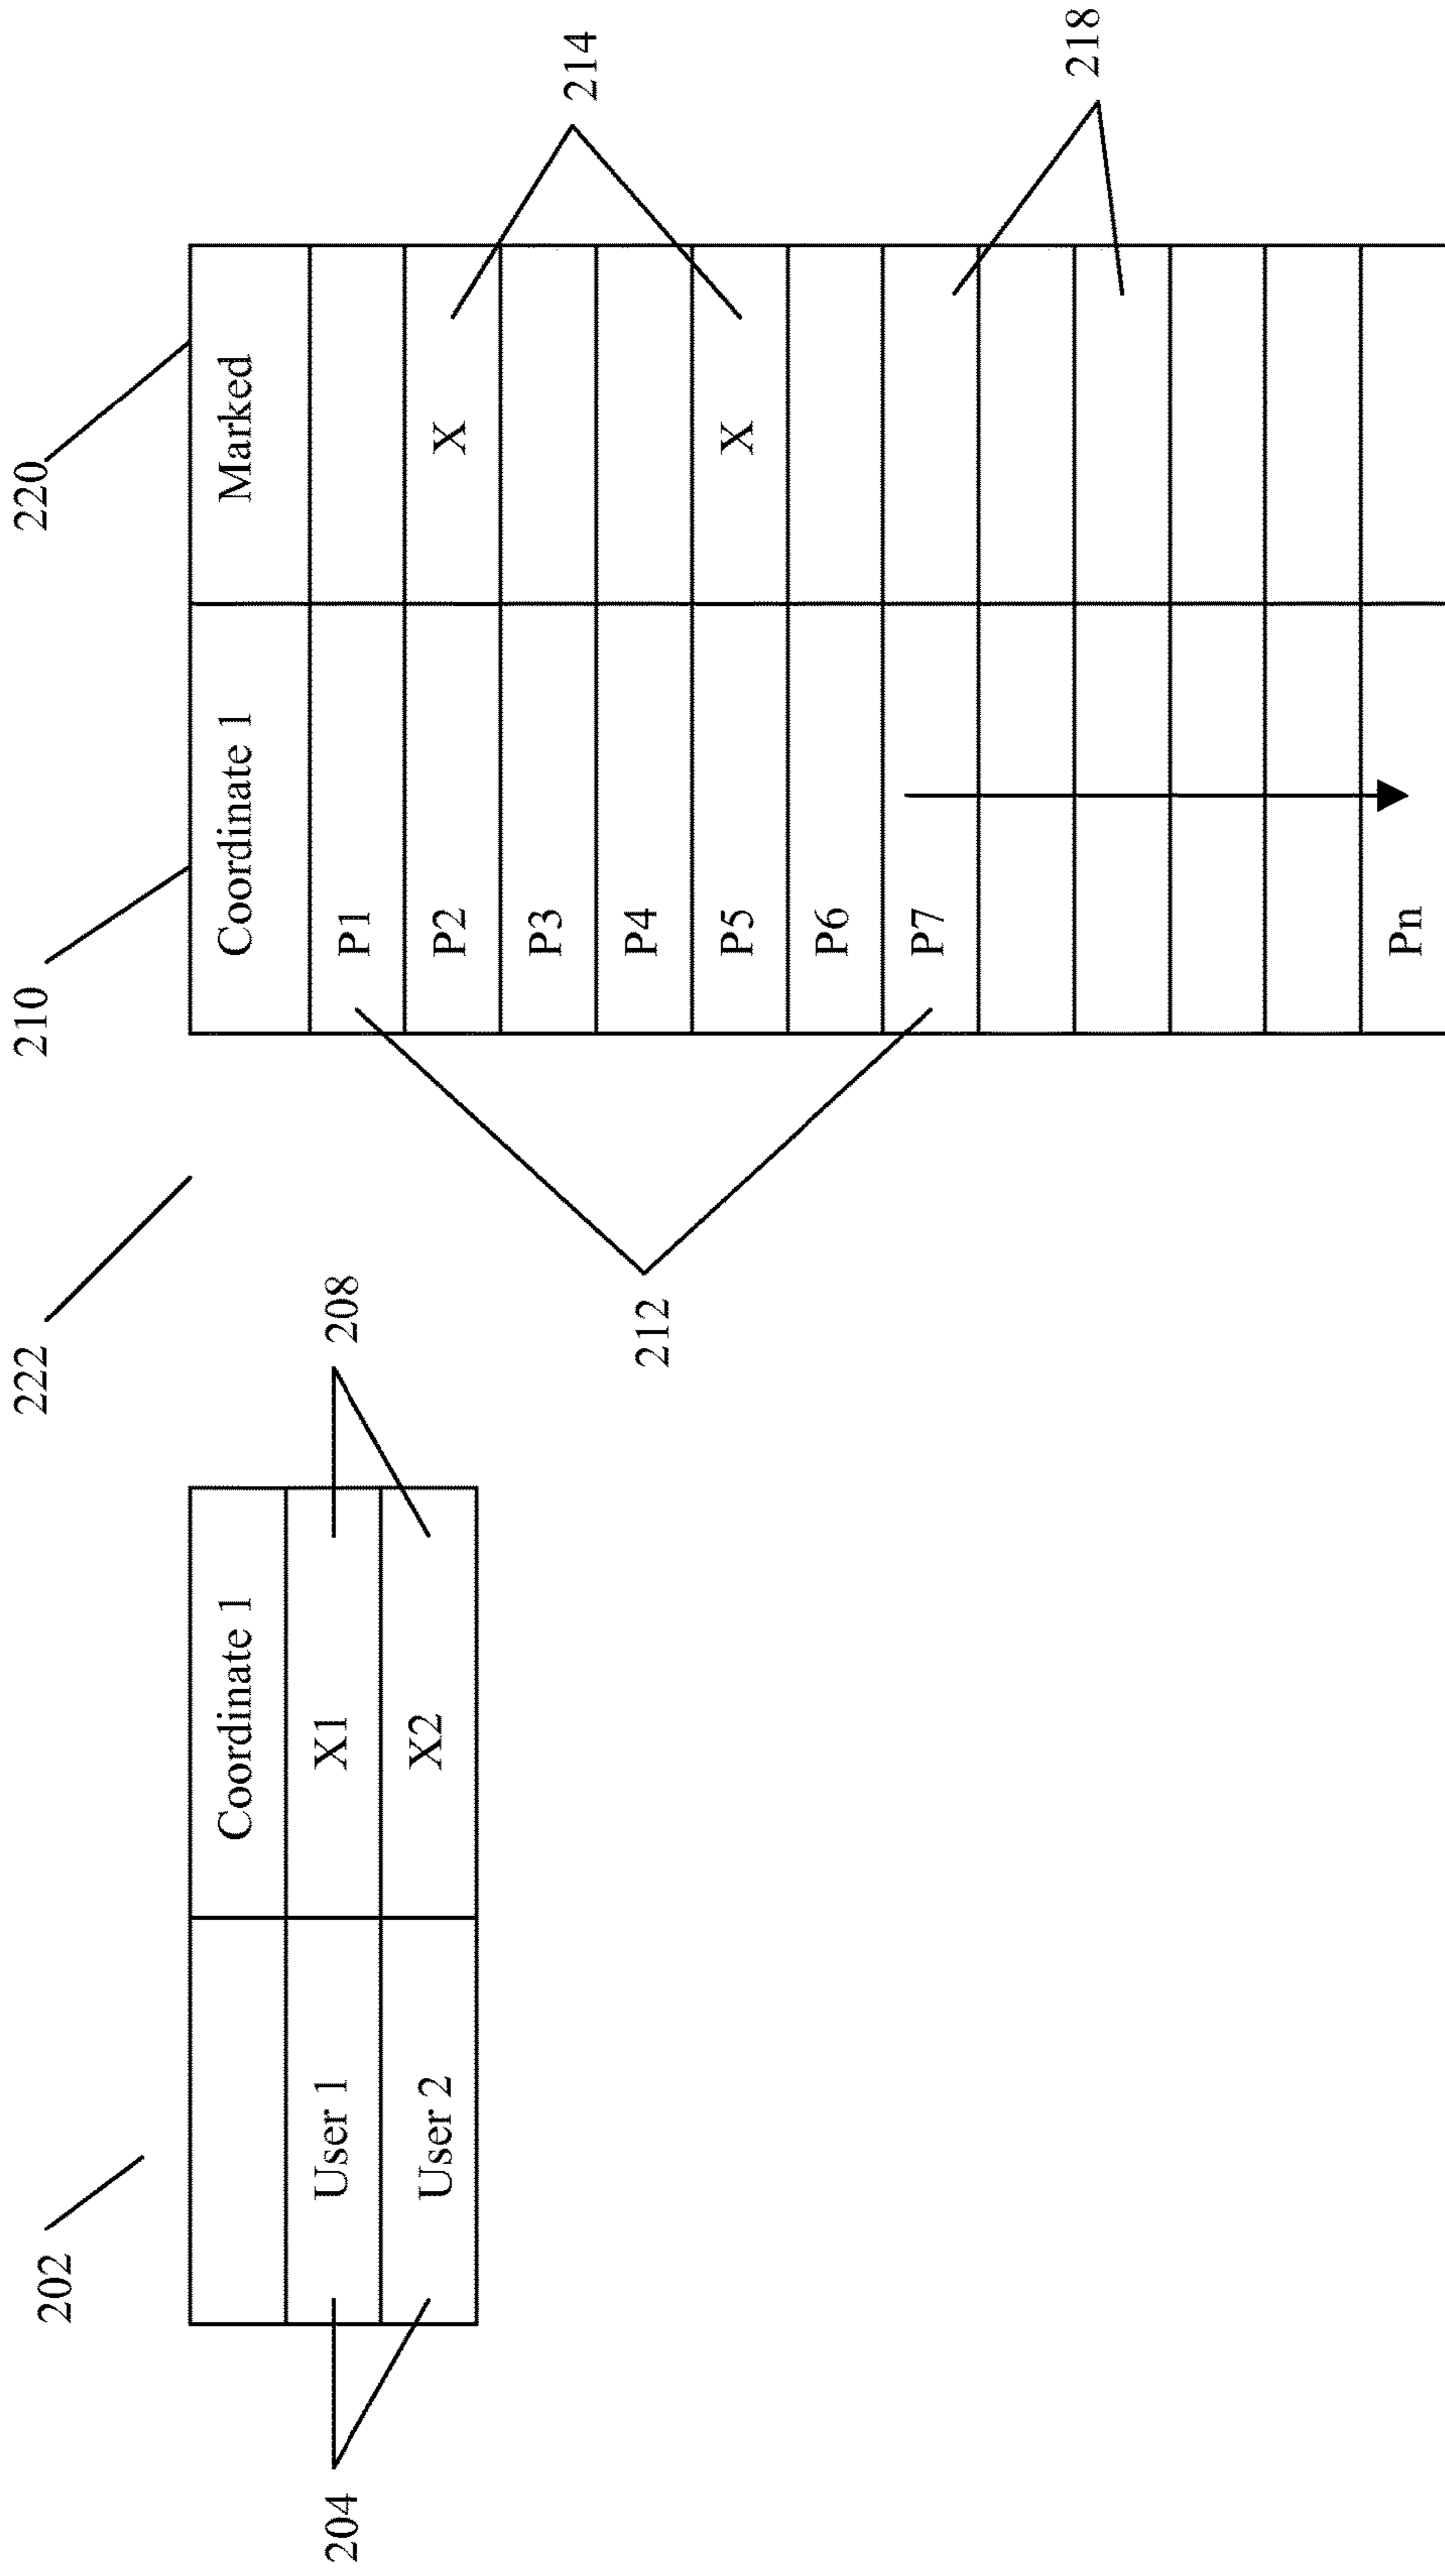 202
222
210
220
Coordinate 1
User 1
X1
User 2
X2
204
208
Coordinate 1
Marked
P1
P2
X
P3
P4
P5
X
P6
P7
Pn
212
214
218